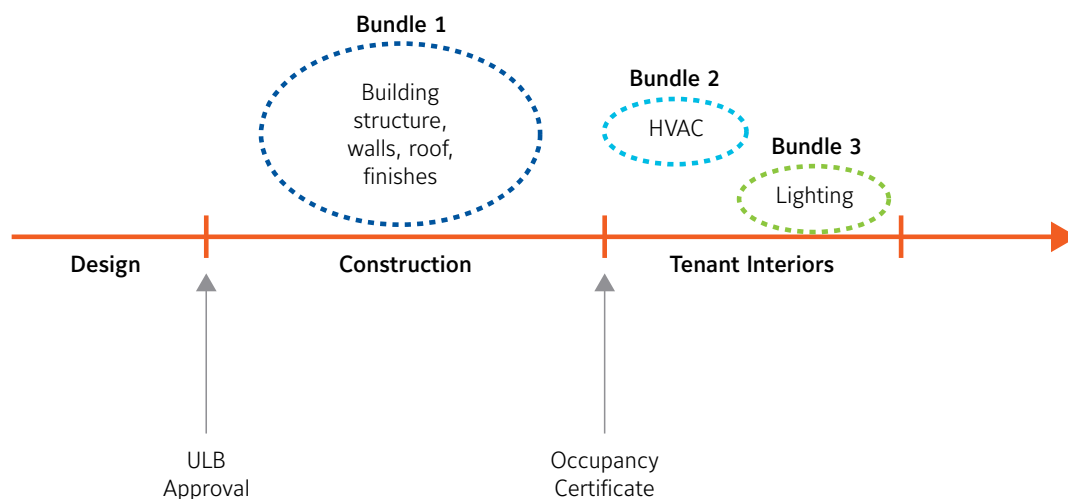 Bundle 1
Building
structure,
walls, roof,
finishes
Bundle 2
HVAC
Bundle 3
Lighting
Design
Construction
Tenant Interiors
ULB
Approval
Occupancy
Certificate